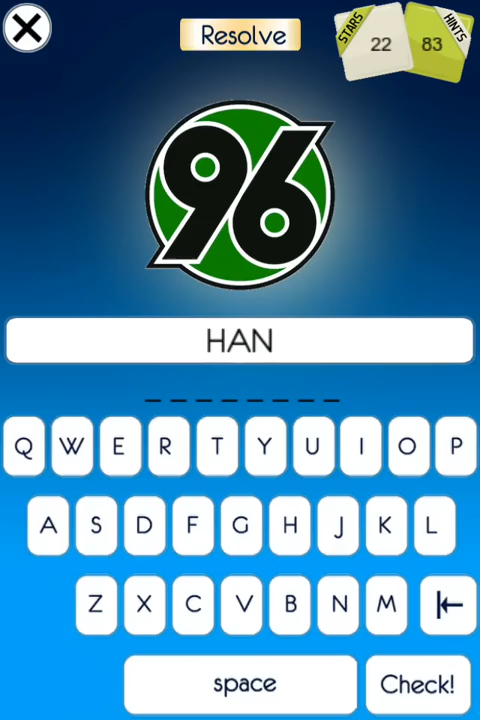 Resolve
STARS
22
83
HINTS
96
HAN
Q W E R T Y U I O P
A S D F G H J K L
Z X C V B N M
space
Check!